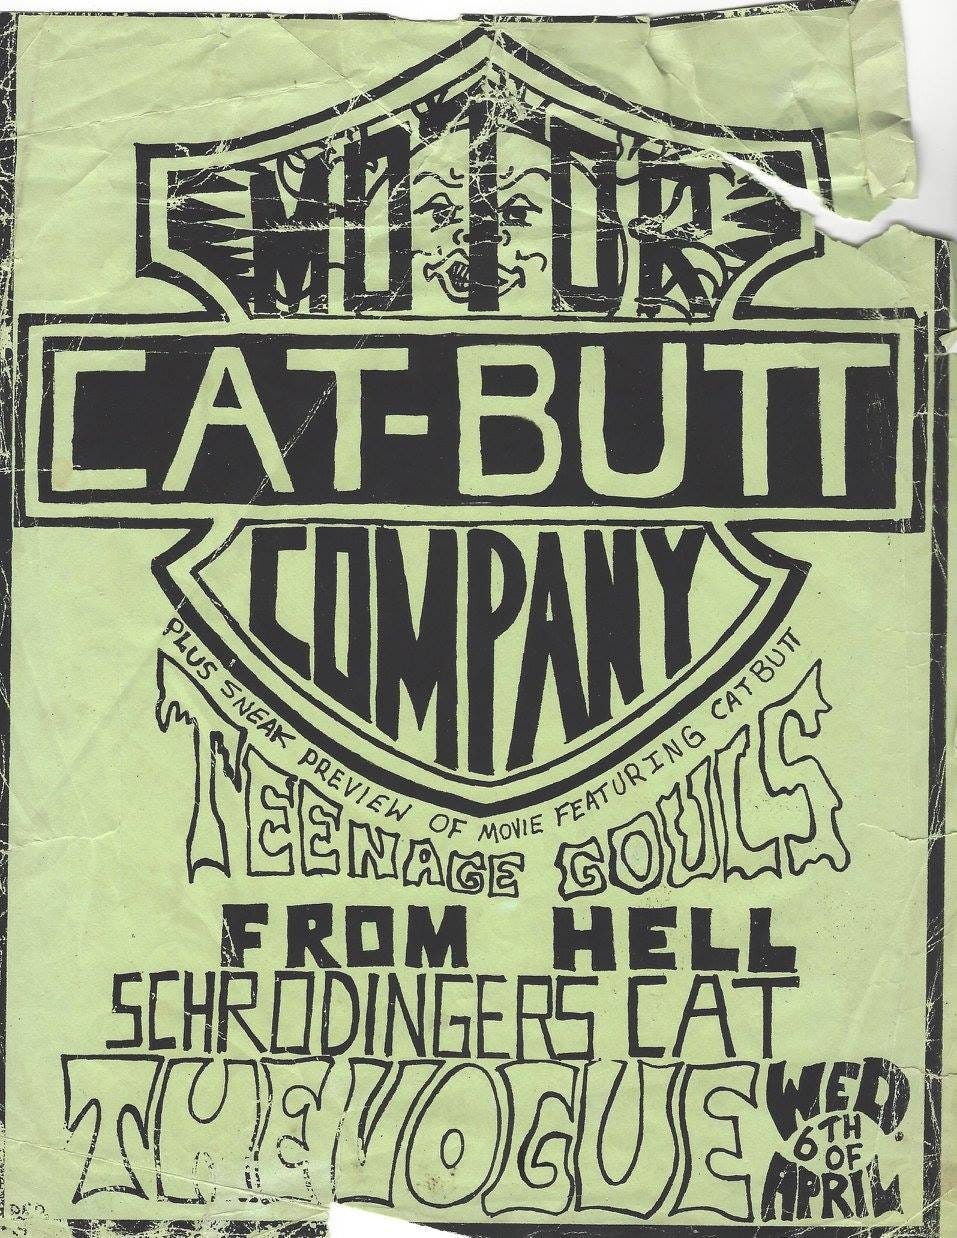 MOTOR
CAT-BUTT
COMPANY
PLUS SNEAK PREVIEW OF MOVIE FEATURING CAT BUTT
TEENAGE GOULS
FROM HELL
SCHRODINGERS CAT
THE VOGUE
WED.
6TH
OF
APRIL